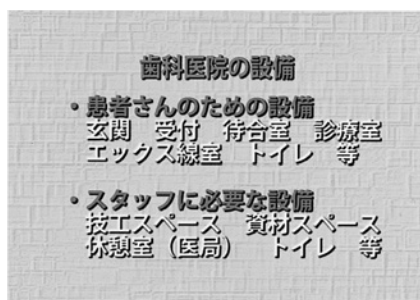 歯科医院の設備
・患者さんのための設備
玄関　受付　待合室　診療室
エックス線室　トイレ　等
・スタッフに必要な設備
技工スペース　資材スペース
休憩室（医局）　トイレ　等